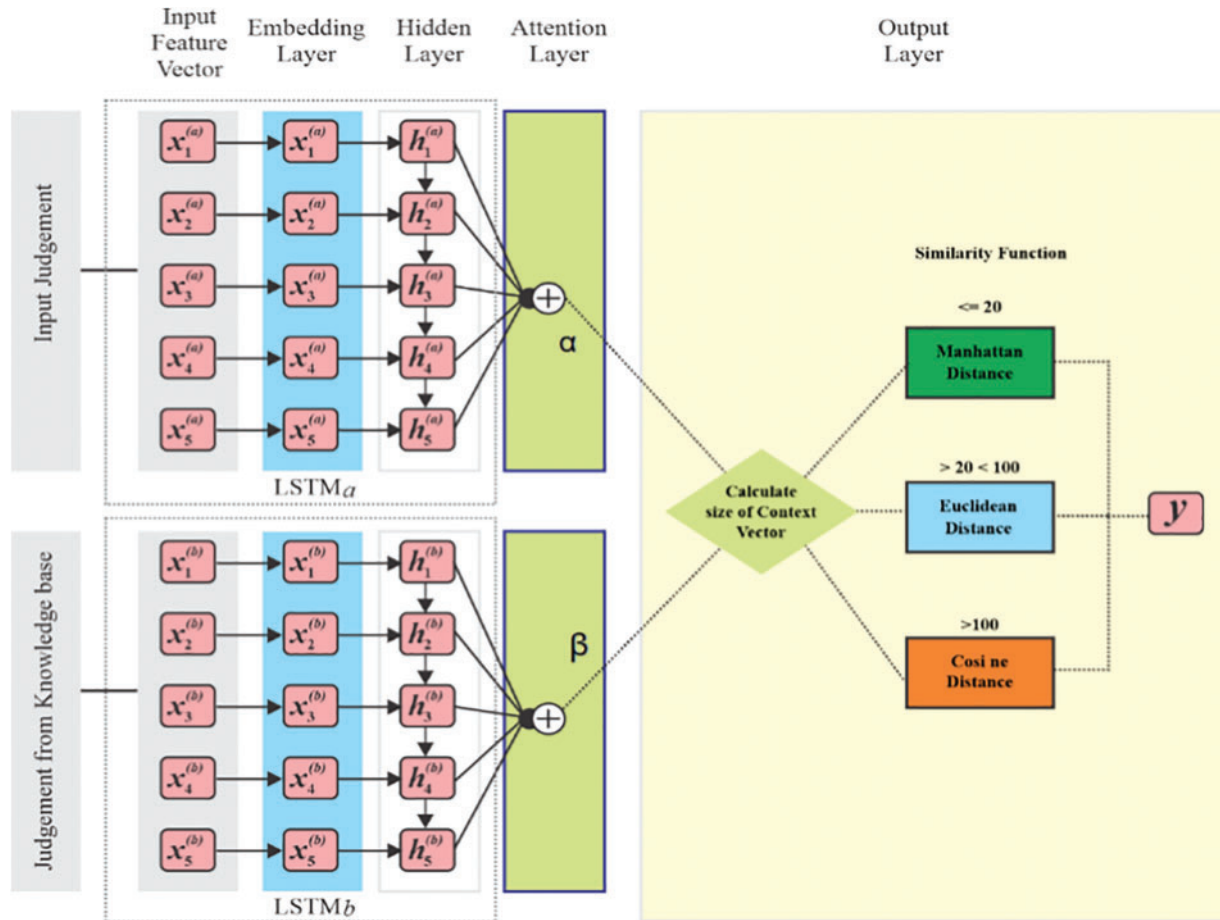 Input
Feature
Vector
Embedding
Layer
Hidden
Layer
Attention
Layer
Output
Layer
Input Judgement
x₁⁽ᵃ⁾ x₁⁽ᵃ⁾ h₁⁽ᵃ⁾
x₂⁽ᵃ⁾ x₂⁽ᵃ⁾ h₂⁽ᵃ⁾
x₃⁽ᵃ⁾ x₃⁽ᵃ⁾ h₃⁽ᵃ⁾
x₄⁽ᵃ⁾ x₄⁽ᵃ⁾ h₄⁽ᵃ⁾
x₅⁽ᵃ⁾ x₅⁽ᵃ⁾ h₅⁽ᵃ⁾
LSTMa
+
α
Judgement from Knowledge base
x₁⁽ᵇ⁾ x₁⁽ᵇ⁾ h₁⁽ᵇ⁾
x₂⁽ᵇ⁾ x₂⁽ᵇ⁾ h₂⁽ᵇ⁾
x₃⁽ᵇ⁾ x₃⁽ᵇ⁾ h₃⁽ᵇ⁾
x₄⁽ᵇ⁾ x₄⁽ᵇ⁾ h₄⁽ᵇ⁾
x₅⁽ᵇ⁾ x₅⁽ᵇ⁾ h₅⁽ᵇ⁾
LSTMb
β
+
Calculate
size of Context
Vector
Similarity Function
<= 20
Manhattan
Distance
> 20 < 100
Euclidean
Distance
>100
Cosi ne
Distance
y